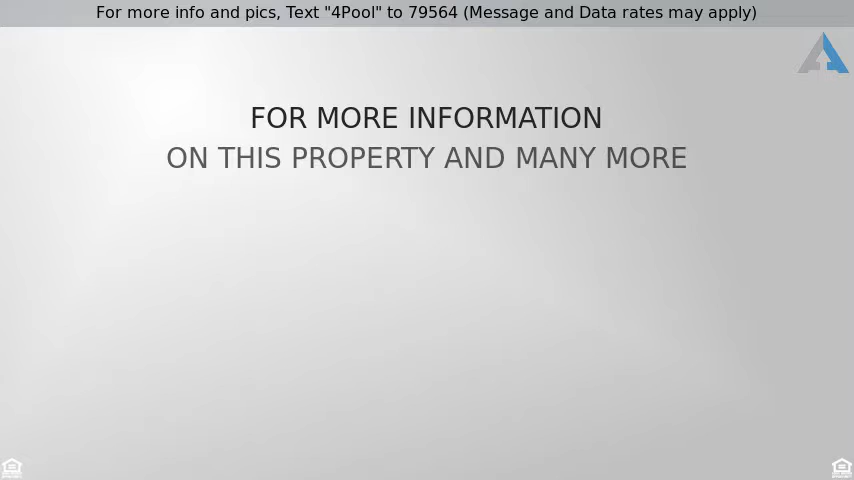 For more info and pics, Text "4Pool" to 79564 (Message and Data rates may apply)
FOR MORE INFORMATION
ON THIS PROPERTY AND MANY MORE